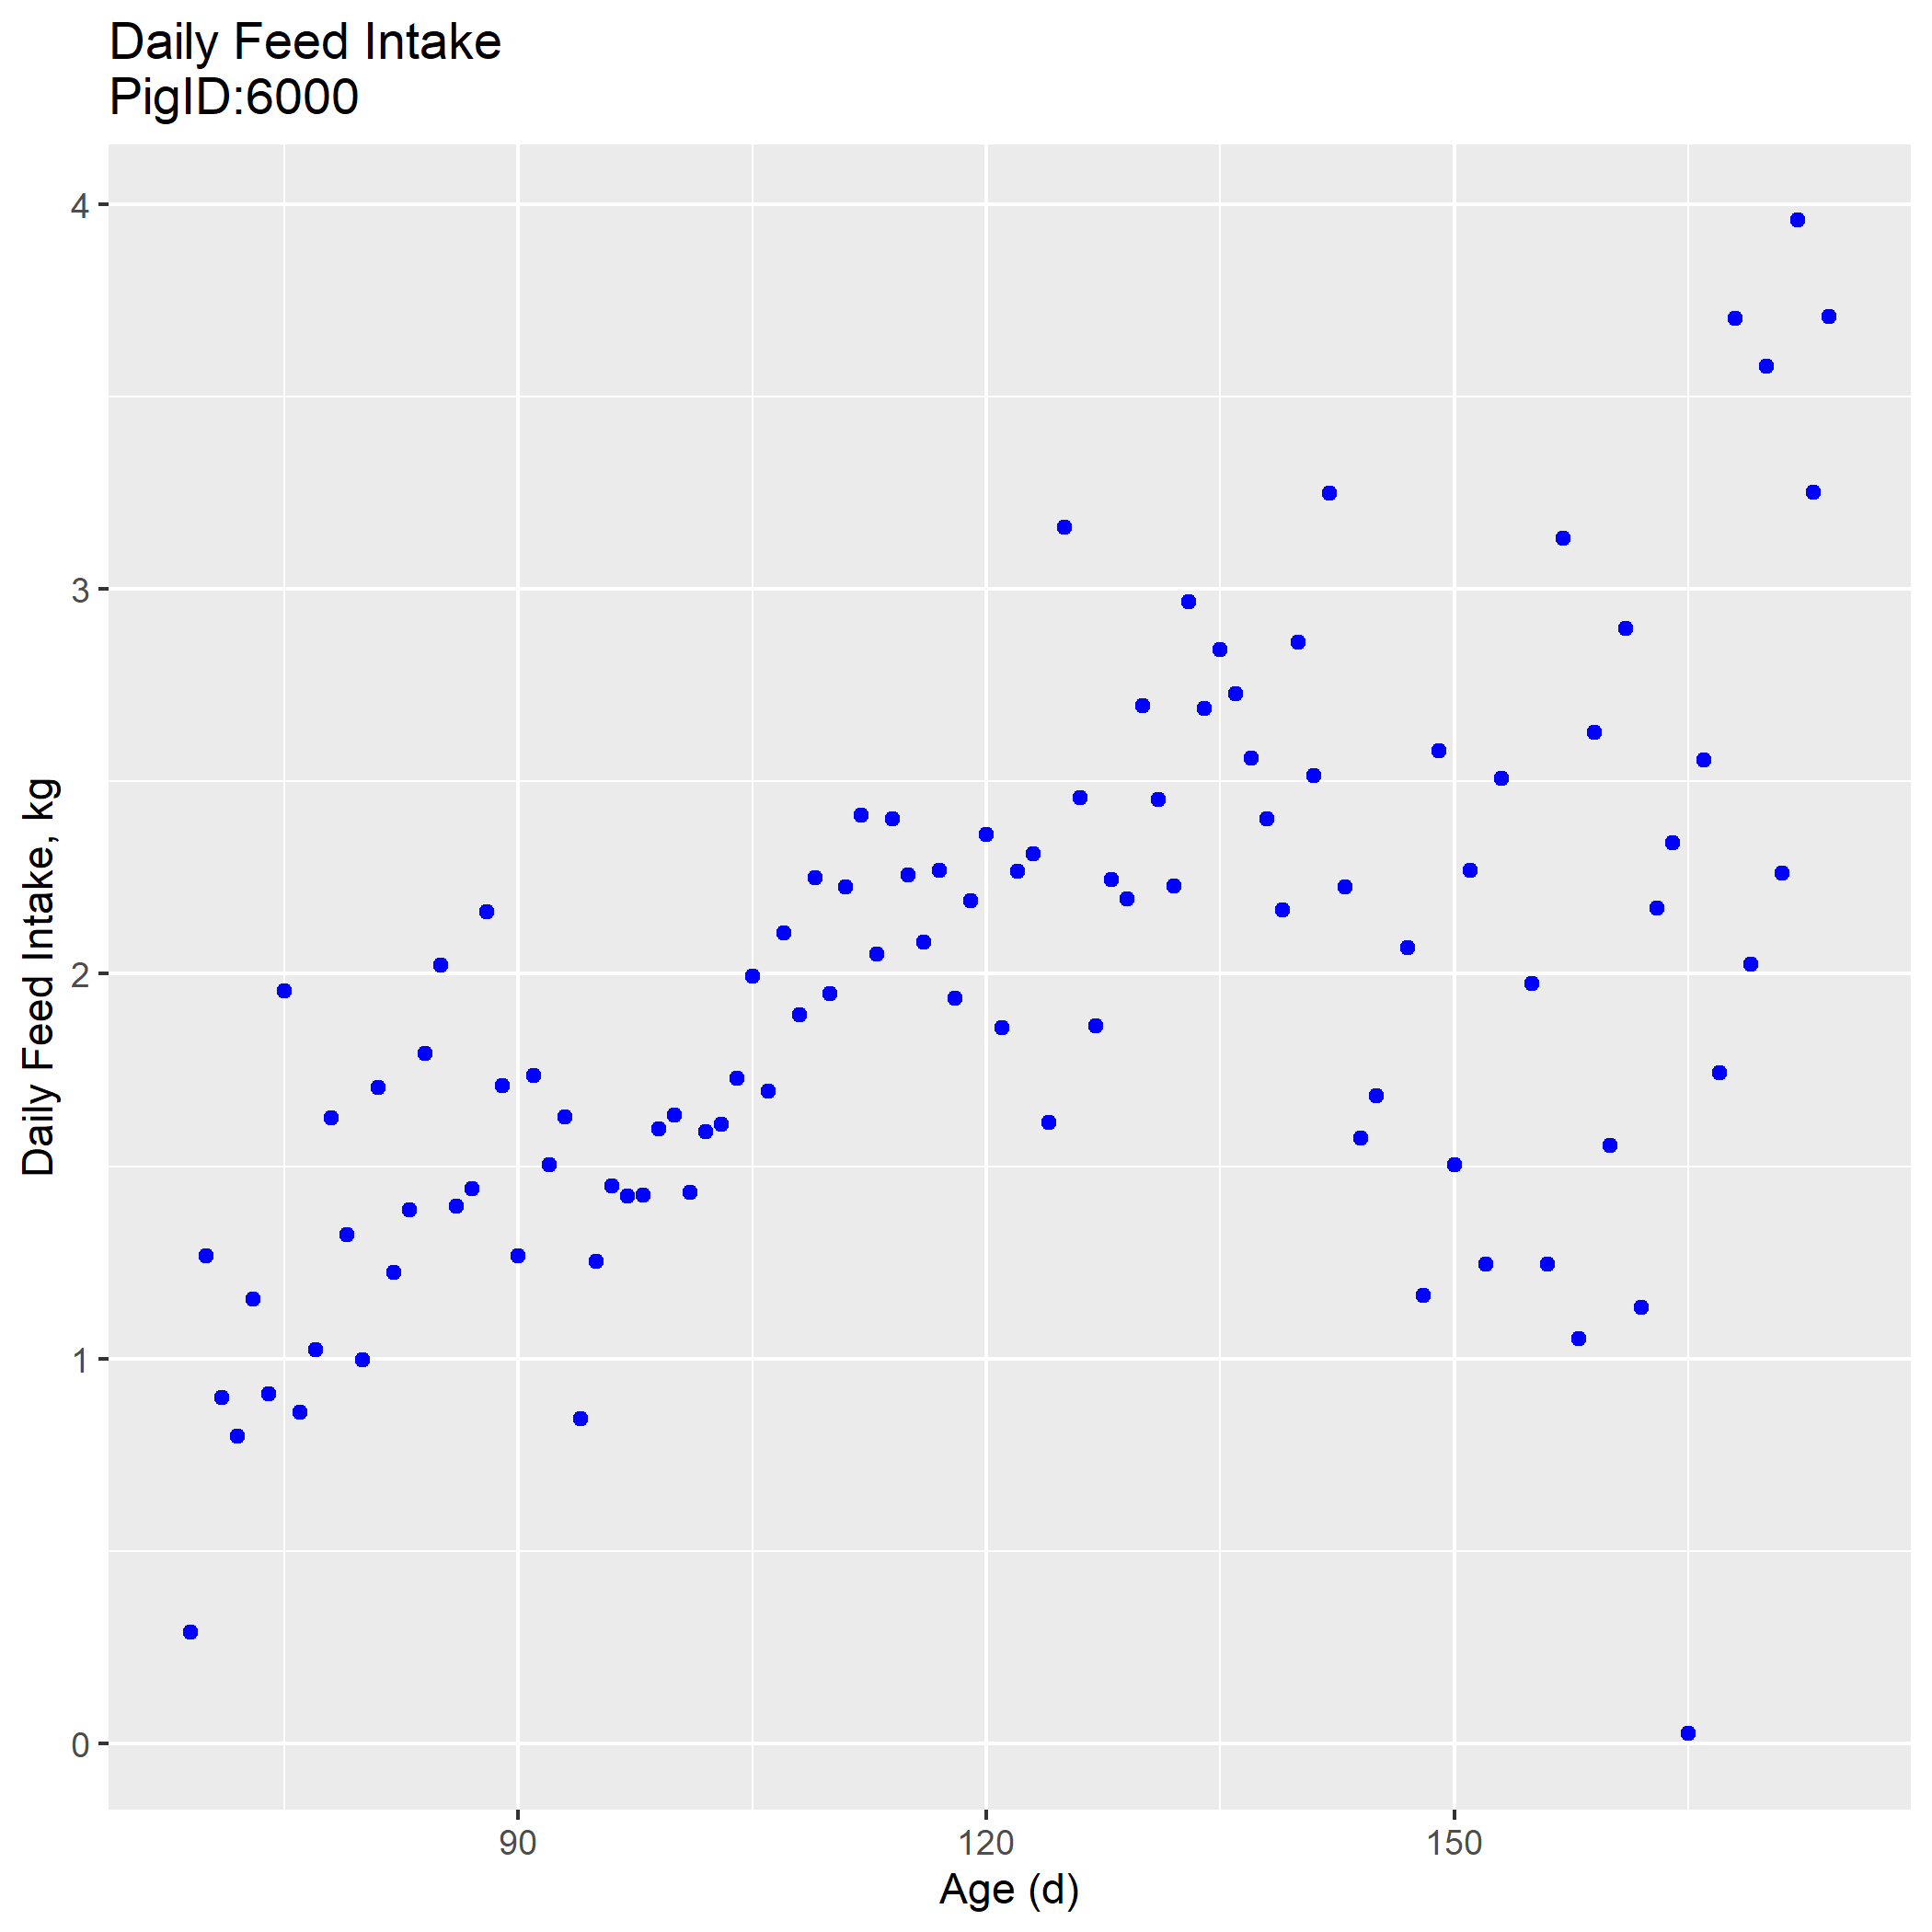 Daily Feed Intake
PigID:6000
4
3
2
1
0
Daily Feed Intake, kg
90
120
150
Age (d)